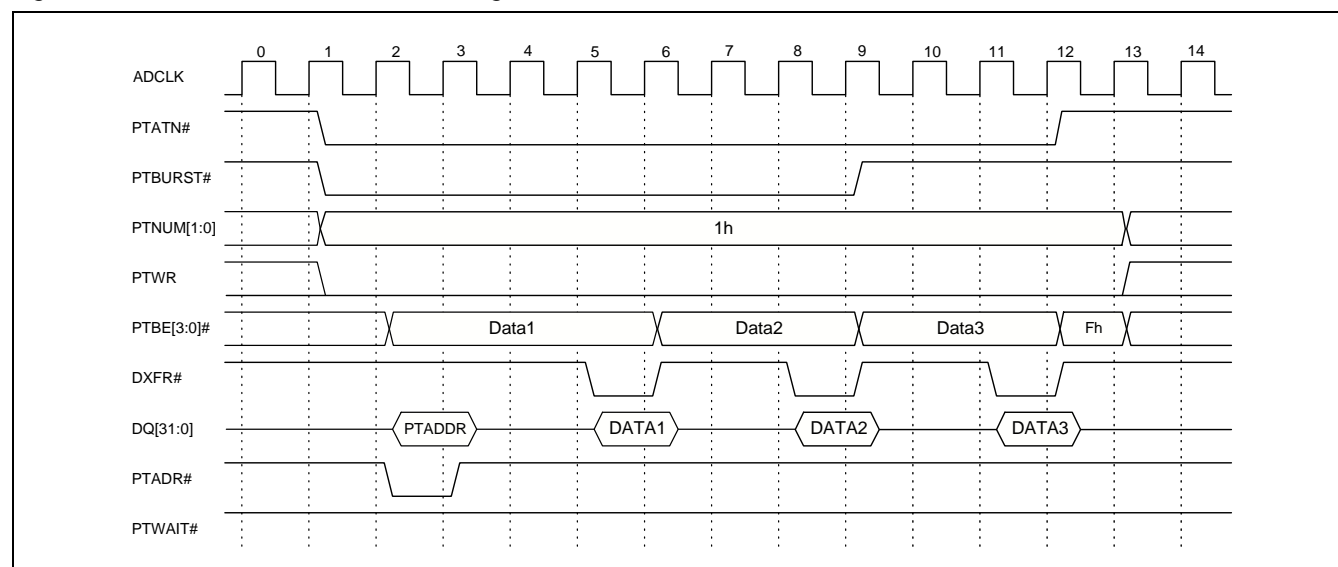 0 1 2 3 4 5 6 7 8 9 10 11 12 13 14
ADCLK
PTATN#
PTBURST#
PTNUM[1:0] 1h
PTWR
PTBE[3:0]# Data1 Data2 Data3 Fh
DXFR#
DQ[31:0] PTADDR DATA1 DATA2 DATA3
PTADR#
PTWAIT#